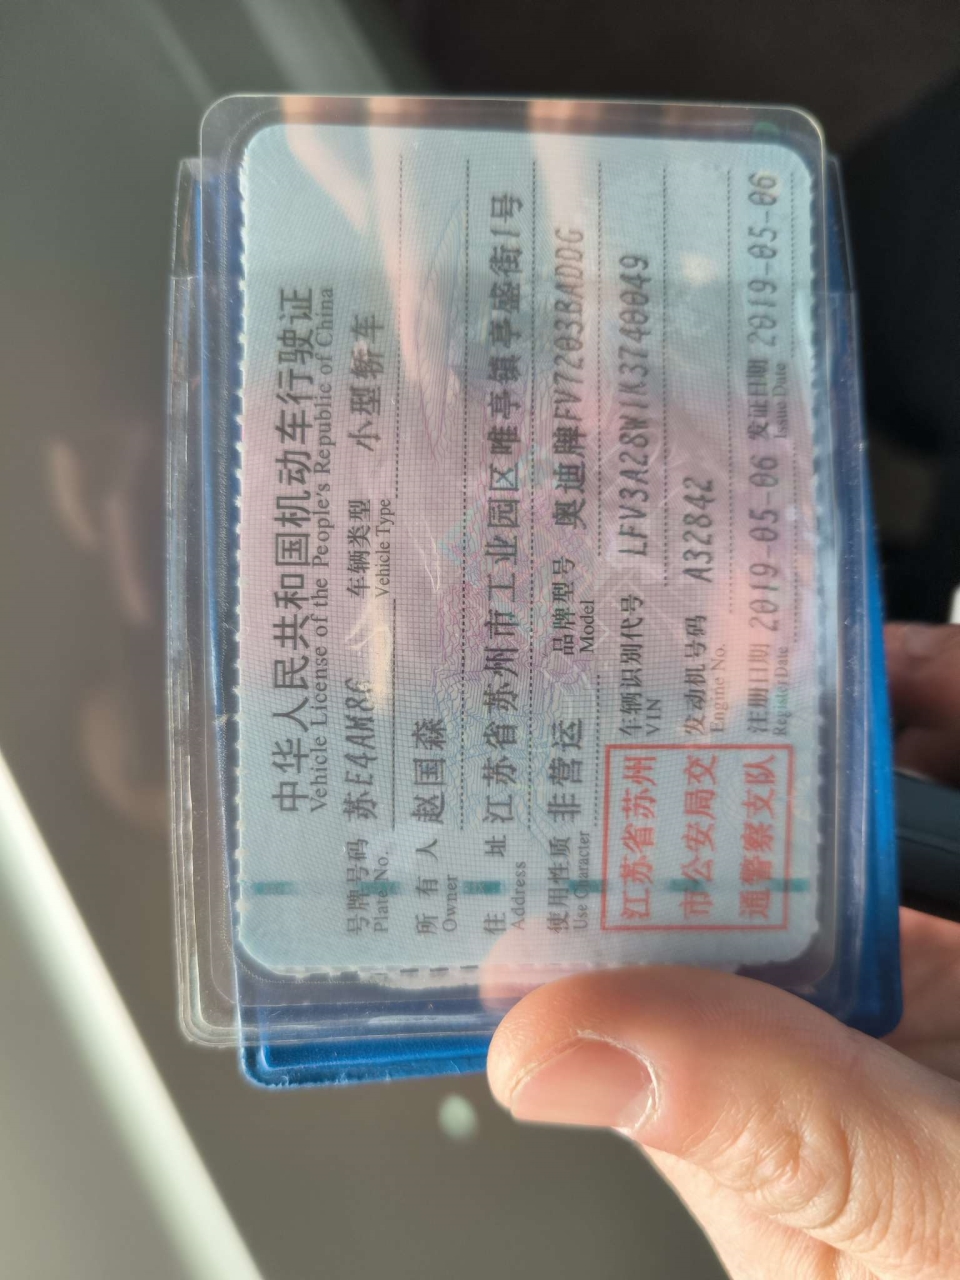 中华人民共和国机动车行驶证
Vehicle License of the People's Republic of China
号牌号码 苏E4AM8G 车辆类型 小型轿车
Plate No. Vehicle Type
所有人 赵国森
Owner
住址 江苏省苏州市工业园区唯亭镇亭盛街1号
Address
使用性质 非营运 品牌型号 奥迪牌FV7203BADDG
Use Character Model
车辆识别代号 LFV3A28W1K3740049
VIN
发动机号码 A32842
Engine No.
注册日期 2019-05-06 发证日期 2019-05-06
Register Date Issue Date
江苏省苏州
市公安局交
通警察支队